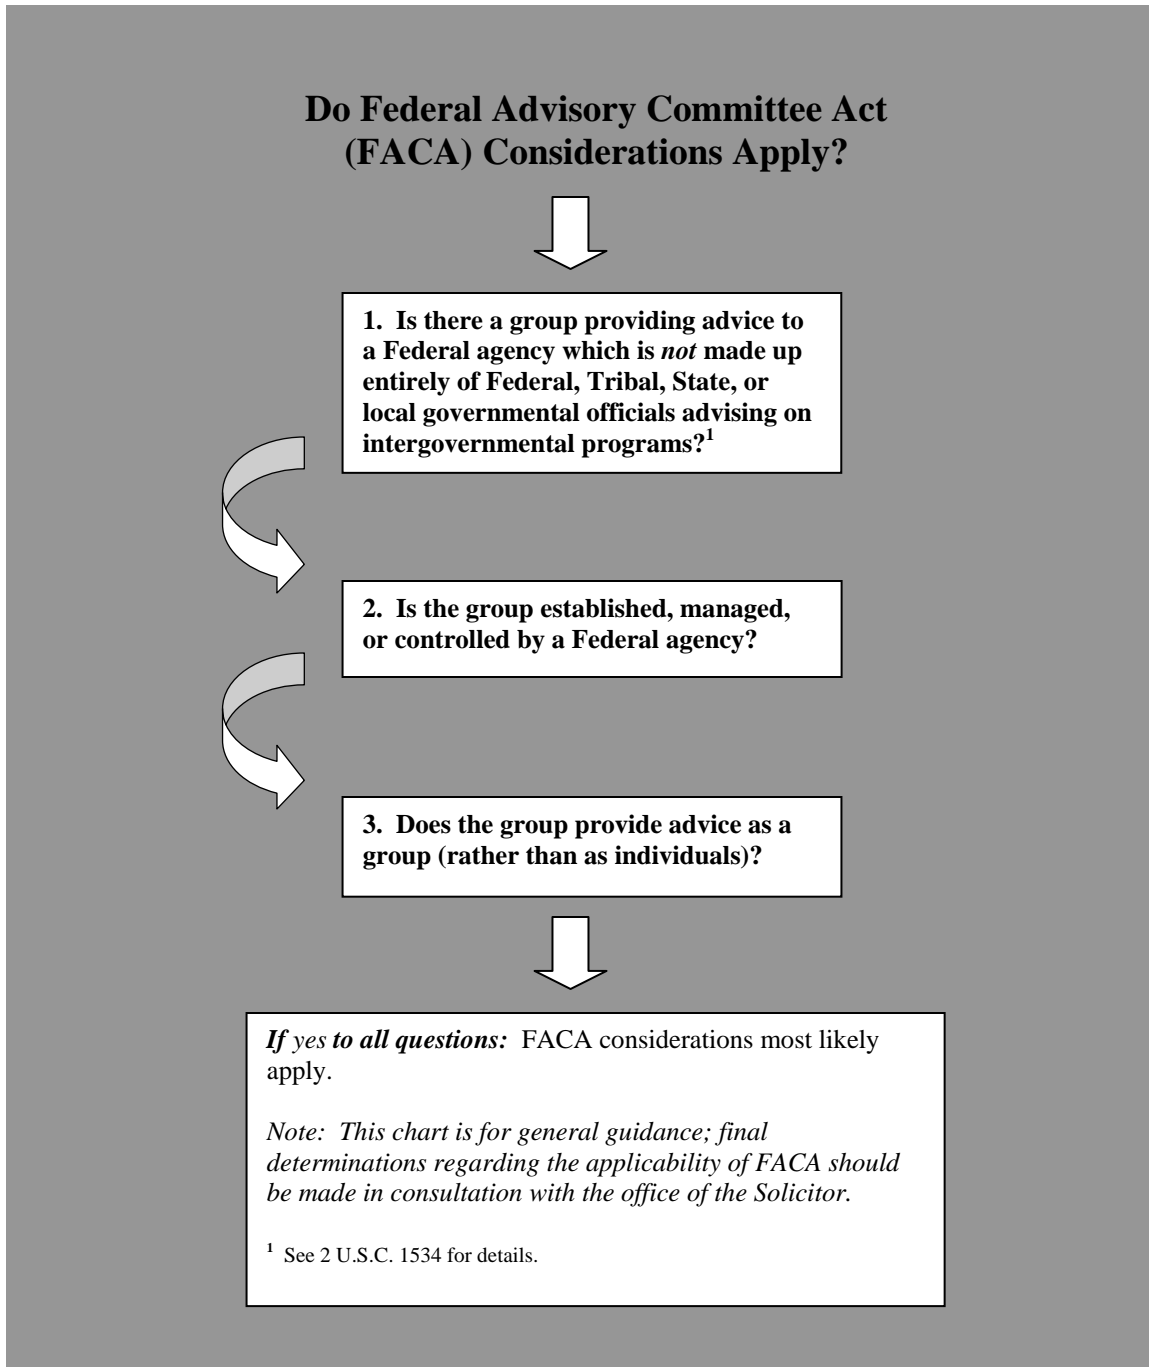 Do Federal Advisory Committee Act
(FACA) Considerations Apply?
1. Is there a group providing advice to
a Federal agency which is not made up
entirely of Federal, Tribal, State, or
local governmental officials advising on
intergovernmental programs?1
2. Is the group established, managed,
or controlled by a Federal agency?
3. Does the group provide advice as a
group (rather than as individuals)?
If yes to all questions: FACA considerations most likely
apply.
Note: This chart is for general guidance; final
determinations regarding the applicability of FACA should
be made in consultation with the office of the Solicitor.
1 See 2 U.S.C. 1534 for details.